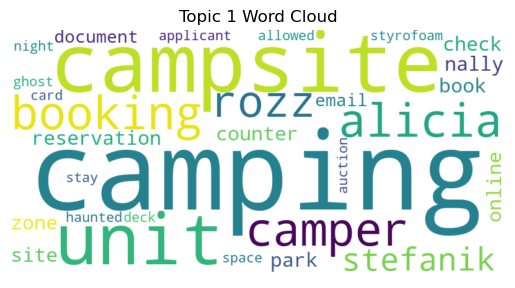 Topic 1 Word Cloud
night document applicant allowed styrofoam check
campsite nally
ghost card book
booking rozz email alicia
reservation counter
camping online
stay auction
zone haunted deck camper
unit stefanik
site space park